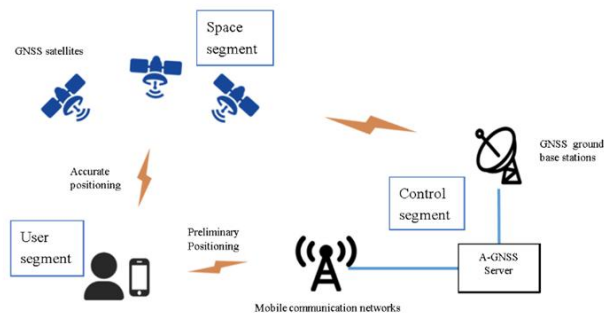 GNSS satellites
Space
segment
GNSS ground
base stations
Accurate
positioning
Control
segment
User
segment
Preliminary
Positioning
A-GNSS
Server
Mobile communication networks